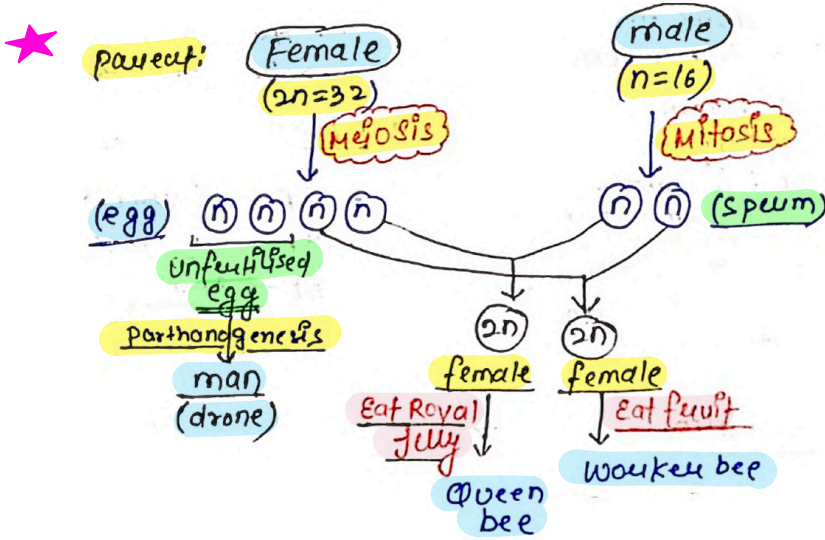 Parent:
Female
(2n=32)
Meiosis
male
(n=16)
Mitosis
(egg) n n n n
n n (sperm)
unfertilised
egg
Parthanogenesis
man
(drone)
2n
female
Eat Royal
Jelly
Queen
bee
2n
female
Eat fruit
Worker bee